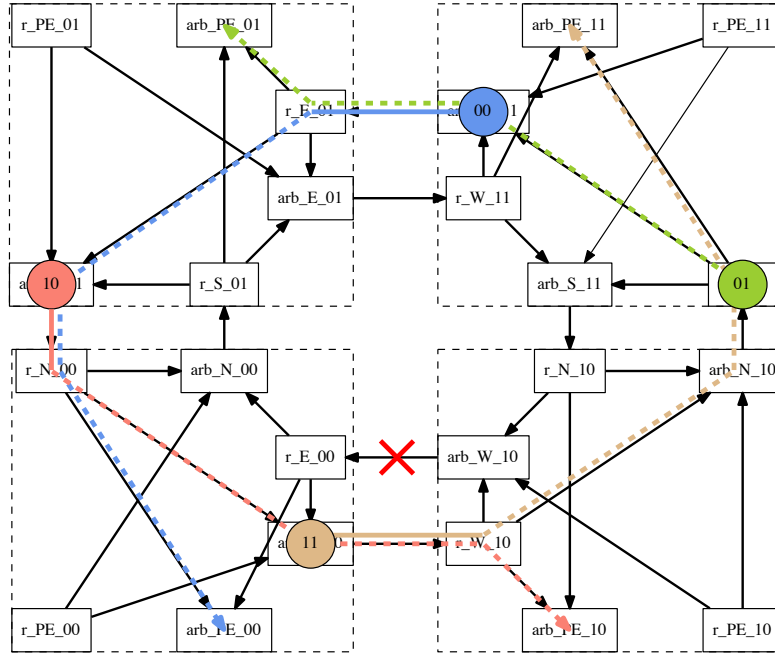 r_PE_01 arb_PE_01 arb_PE_11 r_PE_11
r_E_01 00
arb_E_01 r_W_11
10 r_S_01 arb_S_11 01
r_N_00 arb_N_00 r_N_10 arb_N_10
r_E_00 arb_W_10
11 r_W_10
r_PE_00 arb_PE_00 arb_PE_10 r_PE_10